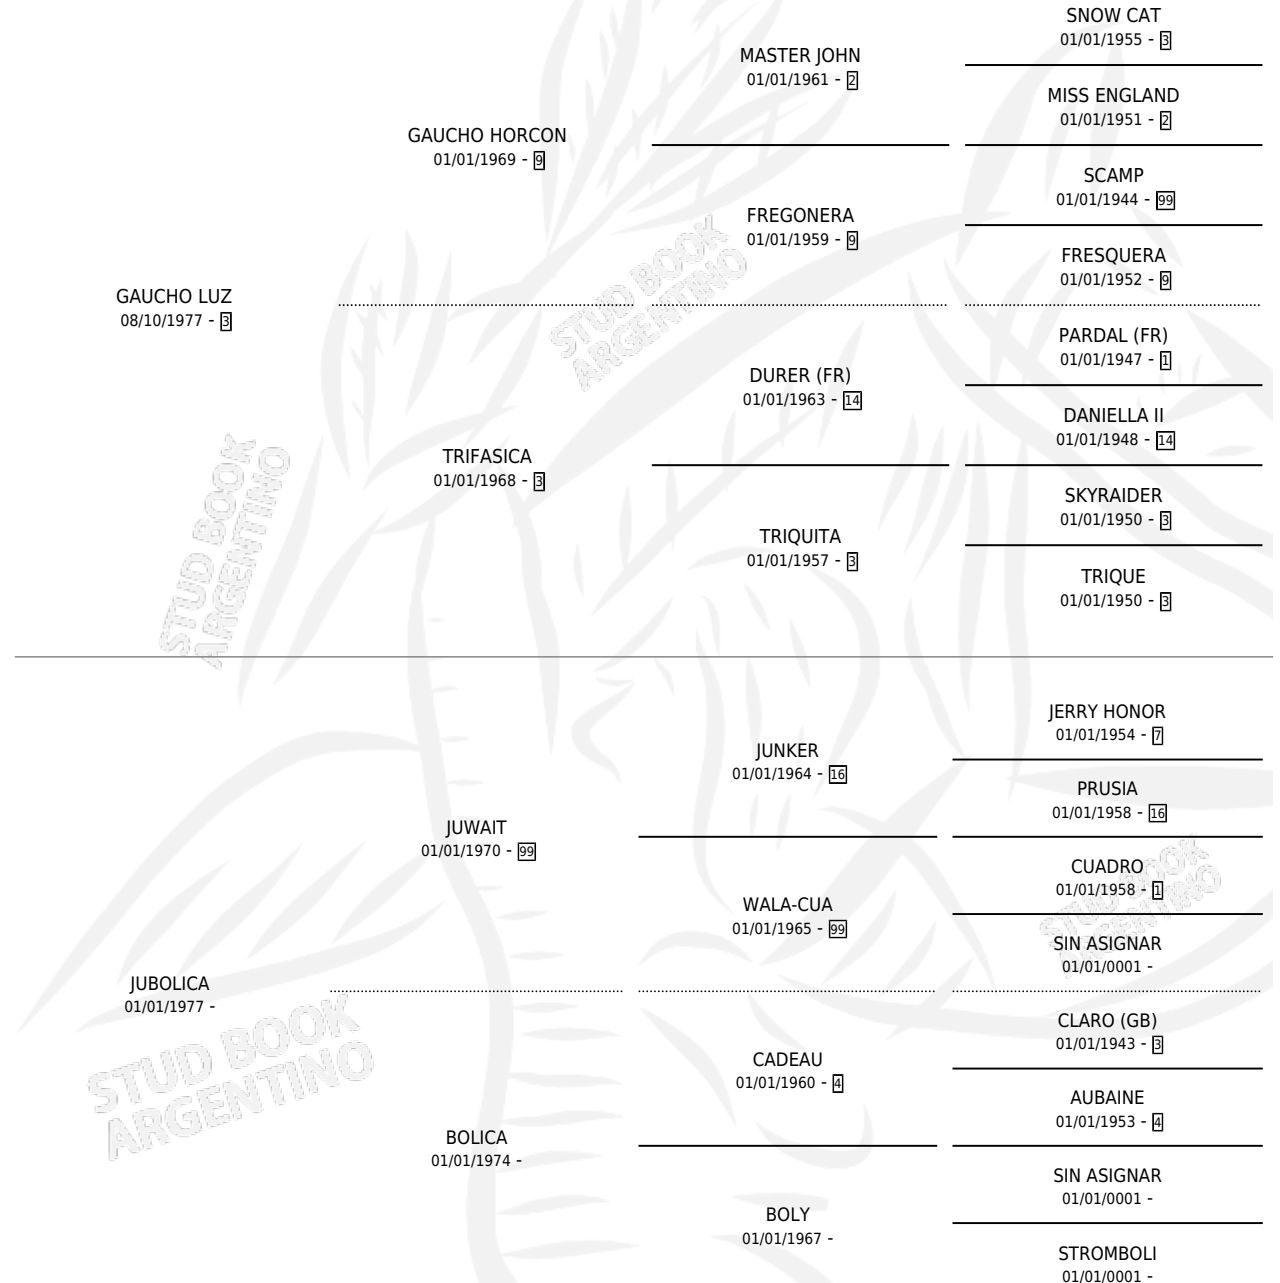 SNOW CAT
01/01/1955 - 3
MASTER JOHN
01/01/1961 - 2
MISS ENGLAND
01/01/1951 - 2
GAUCHO HORCON
01/01/1969 - 9
SCAMP
01/01/1944 - 99
FREGONERA
01/01/1959 - 9
FRESQUERA
01/01/1952 - 9
GAUCHO LUZ
08/10/1977 - 3
PARDAL (FR)
01/01/1947 - 1
DURER (FR)
01/01/1963 - 14
DANIELLA II
01/01/1948 - 14
TRIFASICA
01/01/1968 - 3
SKYRAIDER
01/01/1950 - 3
TRIQUITA
01/01/1957 - 3
TRIQUE
01/01/1950 - 3
STUD BOOK
ARGENTINO
STUD BOOK
ARGENTINO
JERRY HONOR
01/01/1954 - 7
JUNKER
01/01/1964 - 16
PRUSIA
01/01/1958 - 16
JUWAIT
01/01/1970 - 99
CUADRO
01/01/1958 - 1
WALA-CUA
01/01/1965 - 99
SIN ASIGNAR
01/01/0001 -
STUD BOOK
ARGENTINO
JUBOLICA
01/01/1977 -
CLARO (GB)
01/01/1943 - 3
CADEAU
01/01/1960 - 4
AUBAINE
01/01/1953 - 4
STUD BOOK
ARGENTINO
BOLICA
01/01/1974 -
SIN ASIGNAR
01/01/0001 -
BOLY
01/01/1967 -
STROMBOLI
01/01/0001 -